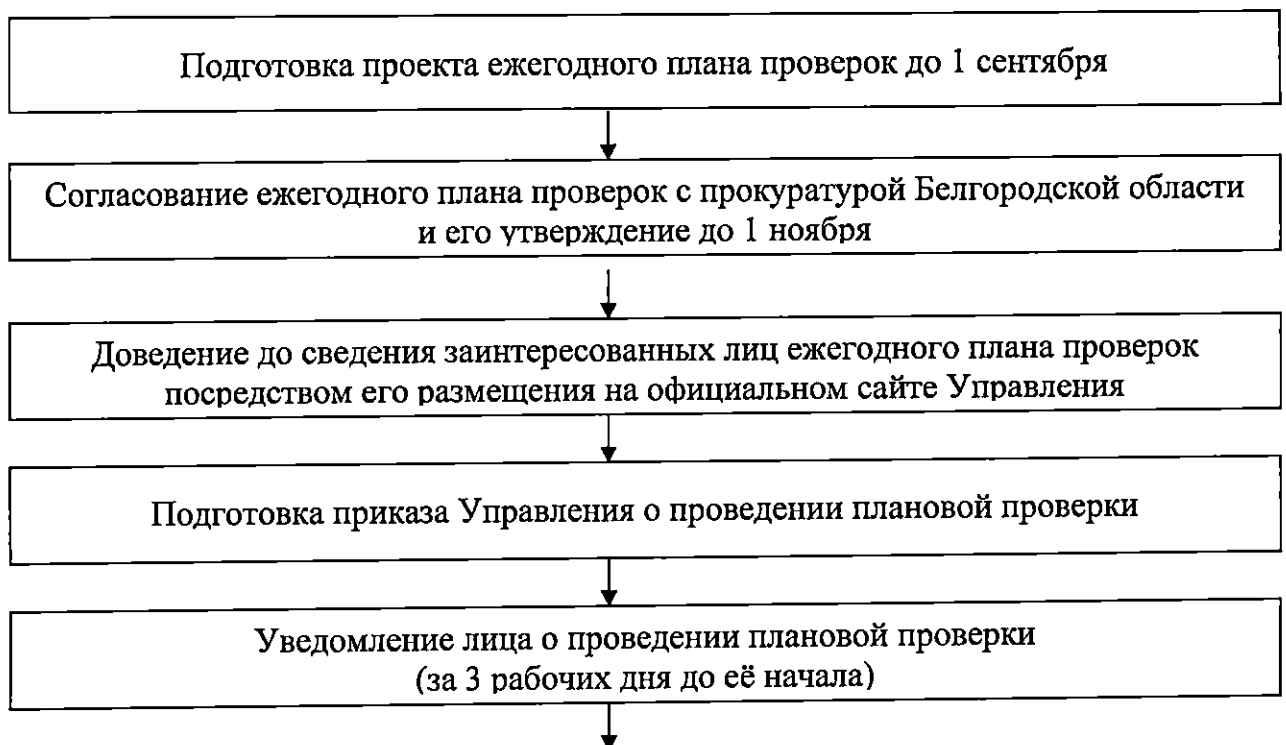 Подготовка проекта ежегодного плана проверок до 1 сентября
Согласование ежегодного плана проверок с прокуратурой Белгородской области
и его утверждение до 1 ноября
Доведение до сведения заинтересованных лиц ежегодного плана проверок
посредством его размещения на официальном сайте Управления
Подготовка приказа Управления о проведении плановой проверки
Уведомление лица о проведении плановой проверки
(за 3 рабочих дня до её начала)